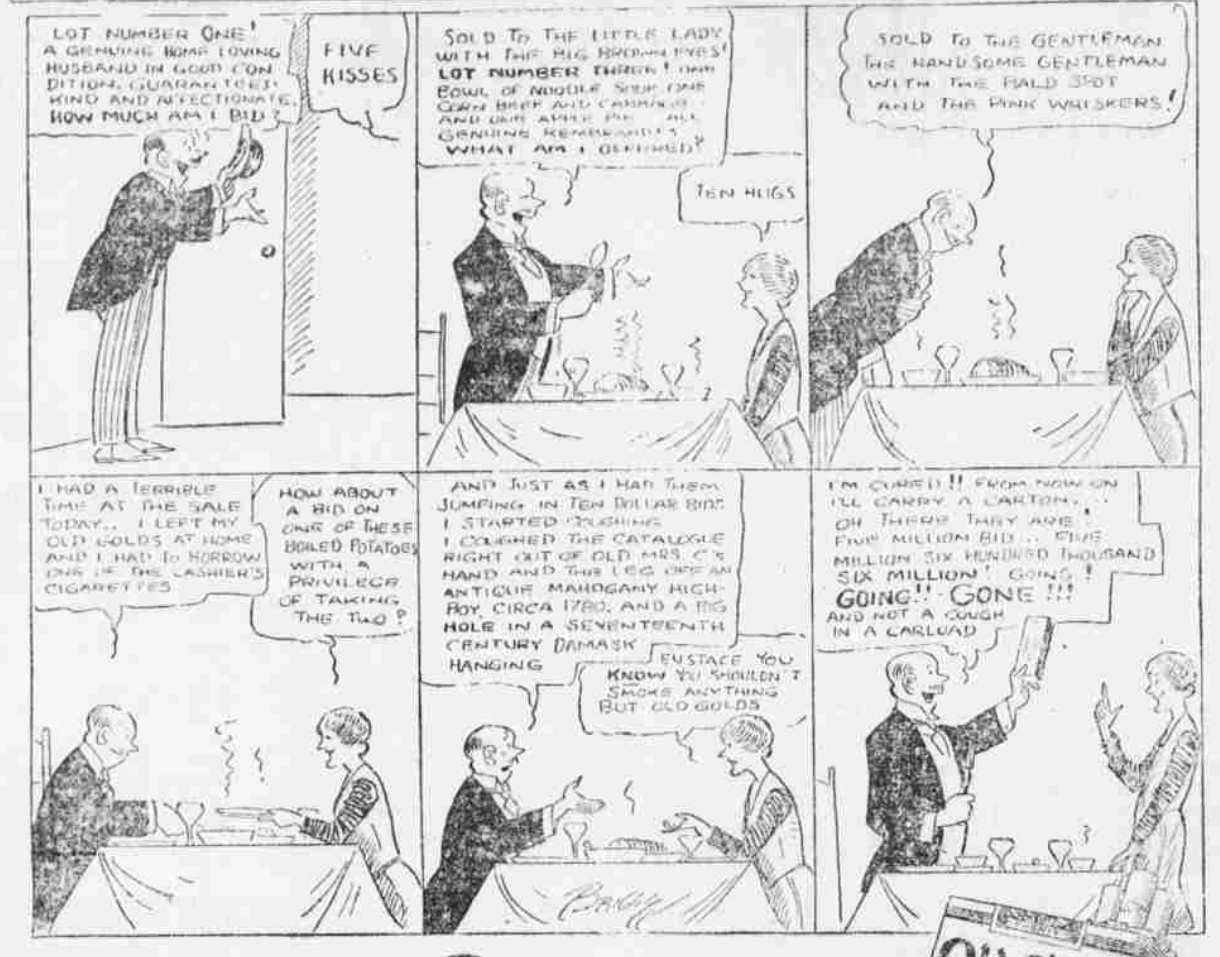 LOT NUMBER ONE!
A GENUINE HOME LOVING
HUSBAND IN GOOD CON
DITION. GUARANTEED
KIND AND AFFECTIONATE.
HOW MUCH AM I BID?
FIVE
KISSES
SOLD TO THE LITTLE LADY
WITH THE BIG BROWN EYES!
LOT NUMBER THREE! ONE
BOWL OF NOODLE SOUP ONE
CORN BEEF AND CABBAGE
AND ONE APPLE PIE ALL
GENUINE REMBRANDTS
WHAT AM I OFFERED?
TEN HUGS
SOLD TO THE GENTLEMAN
THE HANDSOME GENTLEMAN
WITH THE BALD SPOT
AND THE PINK WHISKERS!
I HAD A TERRIBLE
TIME AT THE SALE
TODAY.. I LEFT MY
OLD GOLDS AT HOME
AND I HAD TO BORROW
ONE OF THE CASHIER'S
CIGARETTES
HOW ABOUT
A BID ON
ONE OF THESE
BOILED POTATOES
WITH A
PRIVILEGE
OF TAKING
THE TWO?
AND JUST AS I HAD THEM
JUMPING IN TEN DOLLAR BIDS
I STARTED COUGHING
I COUGHED THE CATALOGUE
RIGHT OUT OF OLD MRS. C'S
HAND AND THE LEG OFF AN
ANTIQUE MAHOGANY HIGH-
BOY, CIRCA 1780, AND A BIG
HOLE IN A SEVENTEENTH
CENTURY DAMASK
HANGING
EUSTACE YOU
KNOW YOU SHOULDN'T
SMOKE ANYTHING
BUT OLD GOLDS
I'M CURED!! FROM NOW ON
I'LL CARRY A CARTON....
OH THERE THEY ARE!
FIVE MILLION BID... FIVE
MILLION SIX HUNDRED THOUSAND
SIX MILLION! GOING!
GOING!! GONE!!!
AND NOT A COUGH
IN A CARLOAD